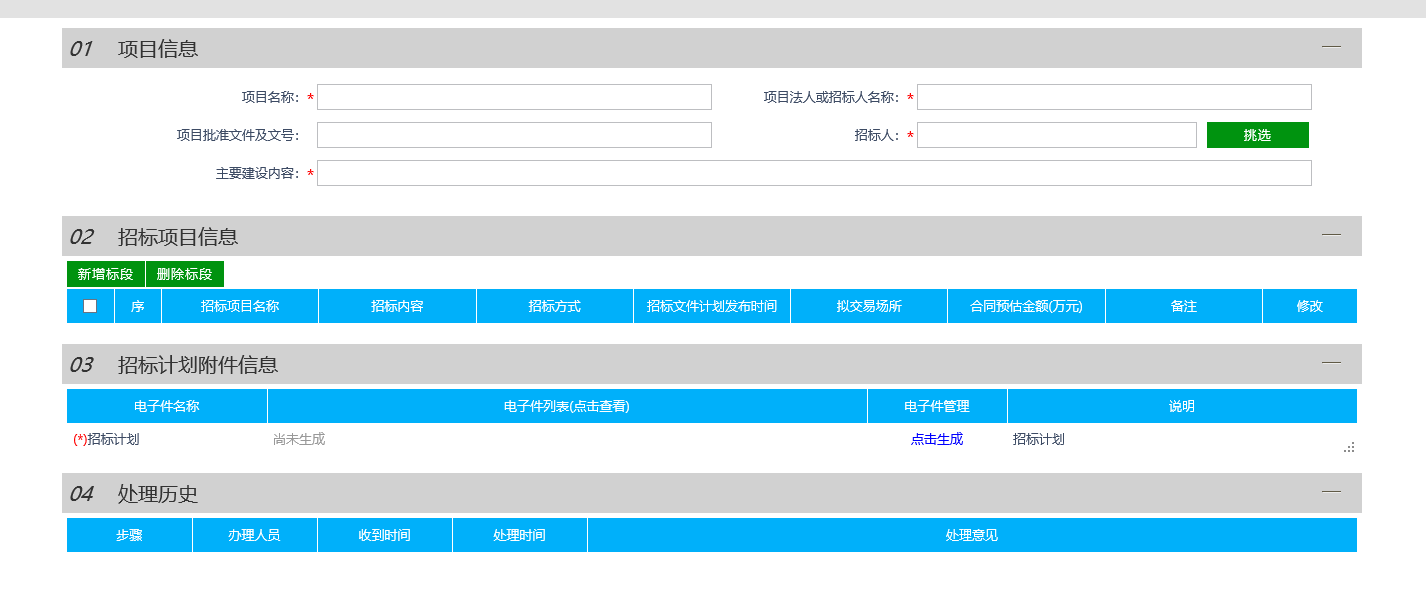 01 项目信息
项目名称：* 项目法人或招标人名称：*
项目批准文件及文号： 招标人：* 挑选
主要建设内容：*
02 招标项目信息
新增标段 删除标段
序 招标项目名称 招标内容 招标方式 招标文件计划发布时间 拟交易场所 合同预估金额(万元) 备注 修改
03 招标计划附件信息
电子件名称 电子件列表(点击查看) 电子件管理 说明
(*)招标计划 尚未生成 点击生成 招标计划
04 处理历史
步骤 办理人员 收到时间 处理时间 处理意见